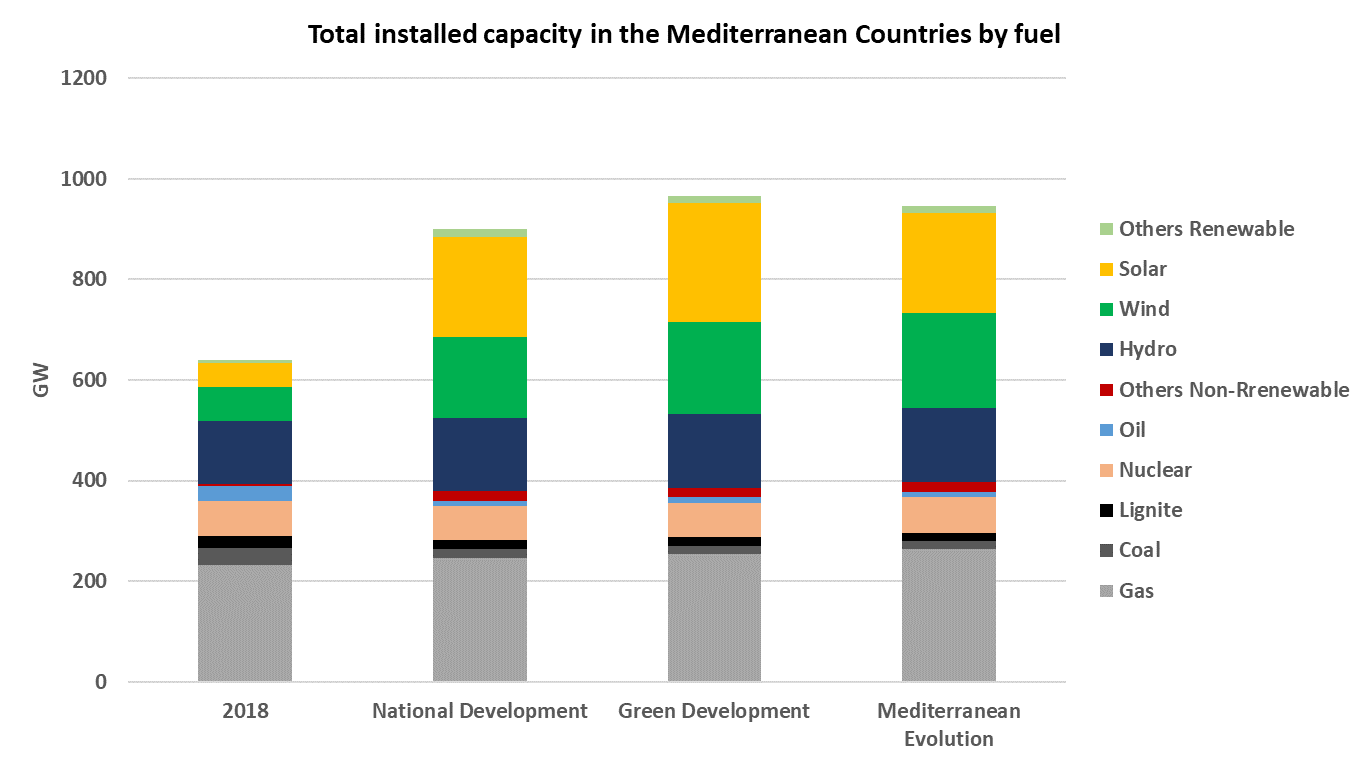 Total installed capacity in the Mediterranean Countries by fuel
1200
1000
800
600
400
200
0
GW
2018
National Development
Green Development
Mediterranean
Evolution
Others Renewable
Solar
Wind
Hydro
Others Non-Rrenewable
Oil
Nuclear
Lignite
Coal
Gas